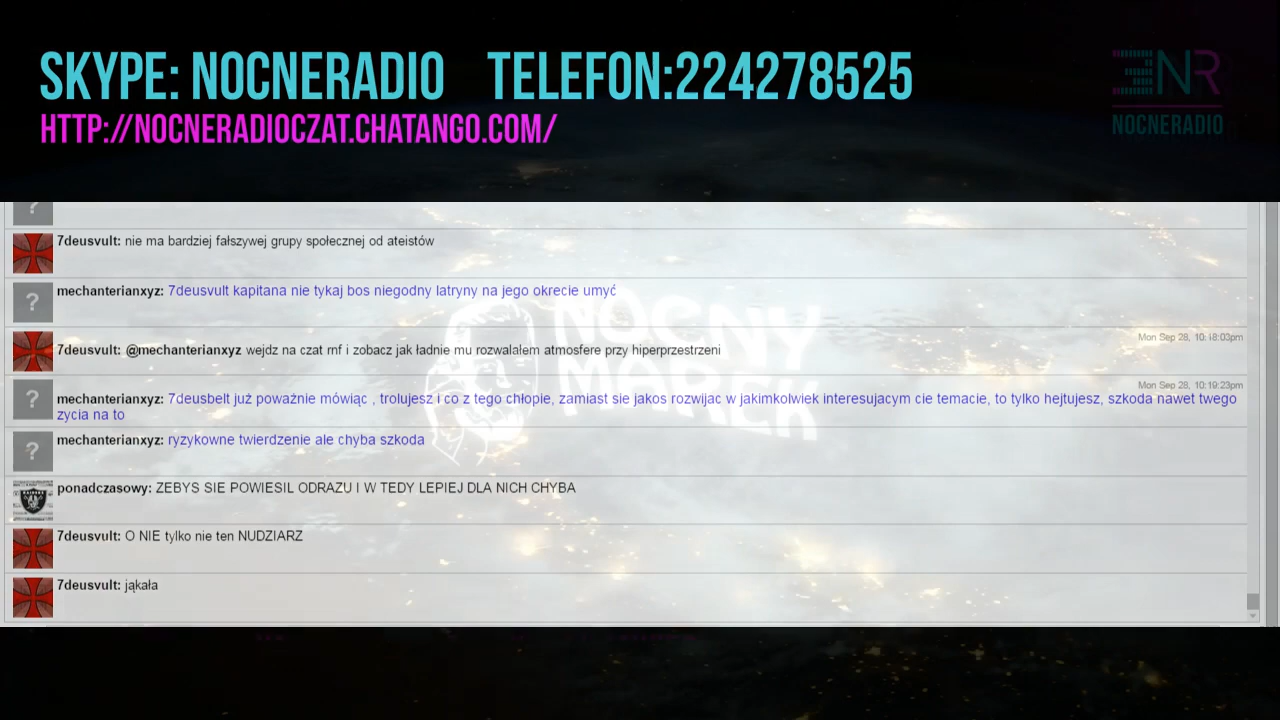 SKYPE: NOCNERADIO TELEFON:224278525
HTTP://NOCNERADIOCZAT.CHATANGO.COM/
ENR
NOCNERADIO
7deusvult: nie ma bardziej fałszywej grupy społecznej od ateistów
mechanterianxyz: 7deusvult kapitana nie tykaj bos niegodny latryny na jego okrecie umyć
Mon Sep 28, 10:18:03pm
7deusvult: @mechanterianxyz wejdz na czat rnf i zobacz jak ładnie mu rozwalalem atmosfere przy hiperprzestrzeni
Mon Sep 28, 10:19:23pm
mechanterianxyz: 7deusbelt już poważnie mówiąc , trolujesz i co z tego chłopie, zamiast sie jakos rozwijac w jakimkolwiek interesujacym cie temacie, to tylko hejtujesz, szkoda nawet twego
zycia na to
mechanterianxyz: ryzykowne twierdzenie ale chyba szkoda
NOCNY
MAREK
ponadczasowy: ZEBYS SIE POWIESIL ODRAZU I W TEDY LEPIEJ DLA NICH CHYBA
7deusvult: O NIE tylko nie ten NUDZIARZ
7deusvult: jąkała